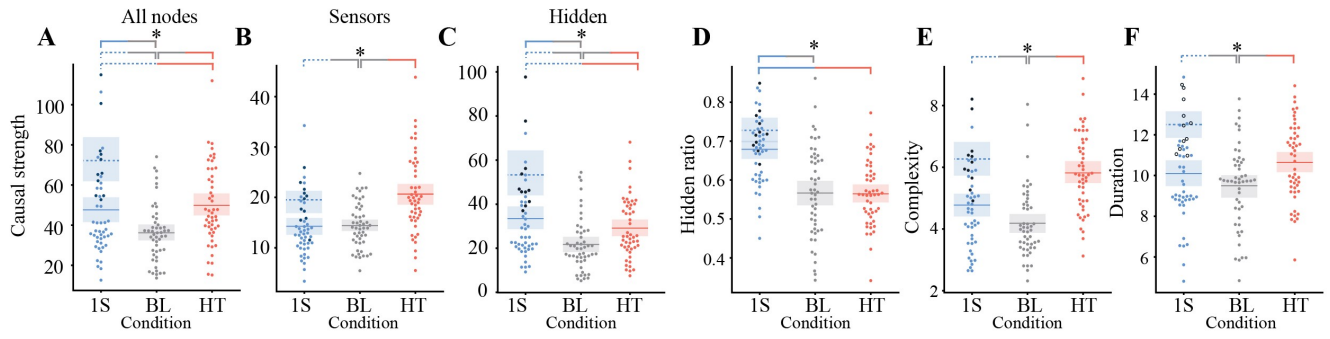 All nodes
Sensors
Hidden
A
B
C
D
E
F
*
*
*
*
*
*
Causal strength
100
80
60
40
20
1S
BL
HT
Condition
40
30
20
10
1S
BL
HT
Condition
100
80
60
40
20
0
1S
BL
HT
Condition
Hidden ratio
0.8
0.7
0.6
0.5
0.4
1S
BL
HT
Condition
Complexity
8
6
4
2
1S
BL
HT
Condition
Duration
14
12
10
8
6
1S
BL
HT
Condition